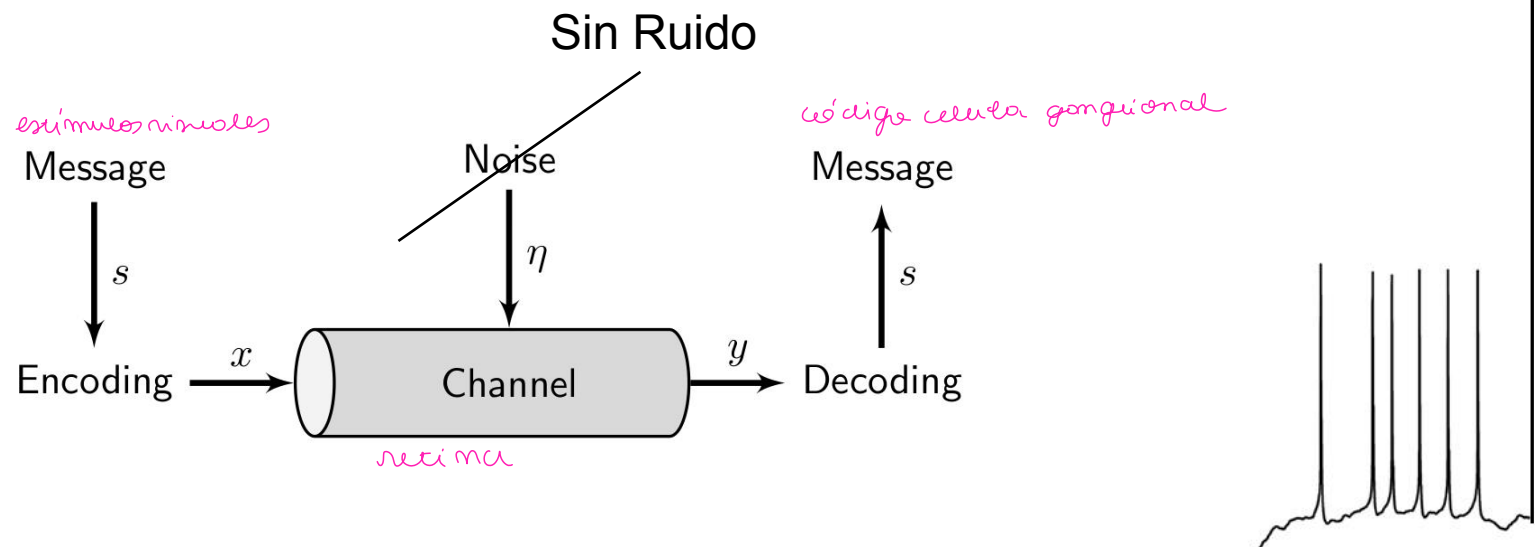 Sin Ruido
estímulos visuales
código celula ganglional
Message
Noise
Message
s
η
s
Encoding
x
Channel
y
Decoding
retina